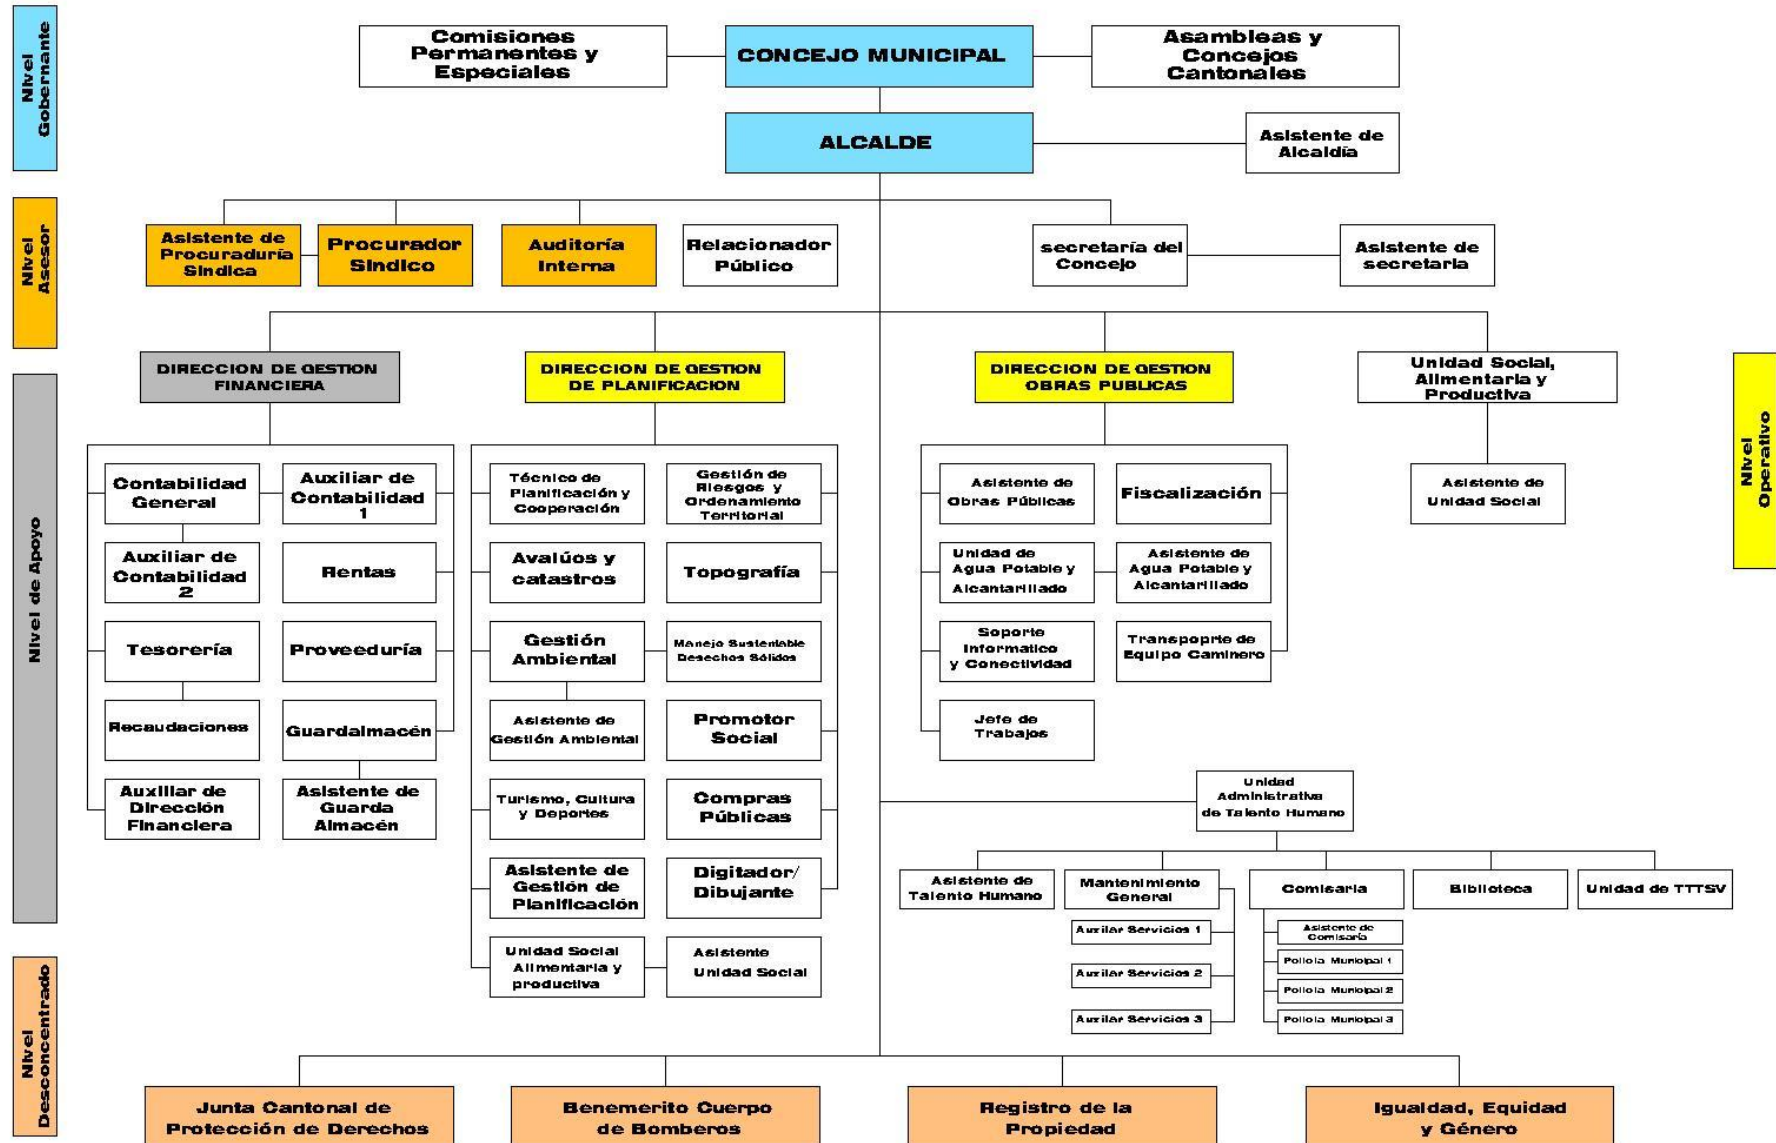 Nivel
Gobernante
Comisiones
Permanentes y
Especiales
CONCEJO MUNICIPAL
Asambleas y
Concejos
Cantonales
ALCALDE
Asistente de
Alcaldía
Nivel
Asesor
Asistente de
Procuraduría
Sindica
Procurador
Sindico
Auditoría
Interna
Relacionador
Público
secretaría del
Concejo
Asistente de
secretaria
Nivel de Apoyo
DIRECCION DE GESTION
FINANCIERA
DIRECCION DE GESTION
DE PLANIFICACION
DIRECCION DE GESTION
OBRAS PUBLICAS
Unidad Social,
Alimentaria y
Productiva
Nivel
Operativo
Contabilidad
General
Auxiliar de
Contabilidad
1
Auxiliar de
Contabilidad
2
Rentas
Tesorería
Proveeduría
Recaudaciones
Guardalmacén
Auxiliar de
Dirección
Financiera
Asistente de
Guarda
Almacén
Técnico de
Planificación y
Cooperación
Gestión de
Riesgos y
Ordenamiento
Territorial
Avalúos y
catastros
Topografía
Gestión
Ambiental
Manejo Sustentable
Desechos Sólidos
Asistente de
Gestión Ambiental
Promotor
Social
Turismo, Cultura
y Deportes
Compras
Públicas
Asistente de
Gestión de
Planificación
Digitador/
Dibujante
Unidad Social
Alimentaria y
productiva
Asistente
Unidad Social
Asistente de
Obras Públicas
Fiscalización
Unidad de
Agua Potable y
Alcantarillado
Asistente de
Agua Potable y
Alcantarillado
Soporte
Informatico
y Conectividad
Transpoprte de
Equipo Caminero
Jefe de
Trabajos
Asistente de
Unidad Social
Unidad
Administrativa
de Talento Humano
Asistente de
Talento Humano
Mantenimiento
General
Comisaria
Biblioteca
Unidad de TTTSV
Auxilar Servicios 1
Auxilar Servicios 2
Auxilar Servicios 3
Asistente de
Comisaría
Policía Municipal 1
Policía Municipal 2
Policía Municipal 3
Nivel
Desconcentrado
Junta Cantonal de
Protección de Derechos
Benemerito Cuerpo
de Bomberos
Registro de la
Propiedad
Igualdad, Equidad
y Género